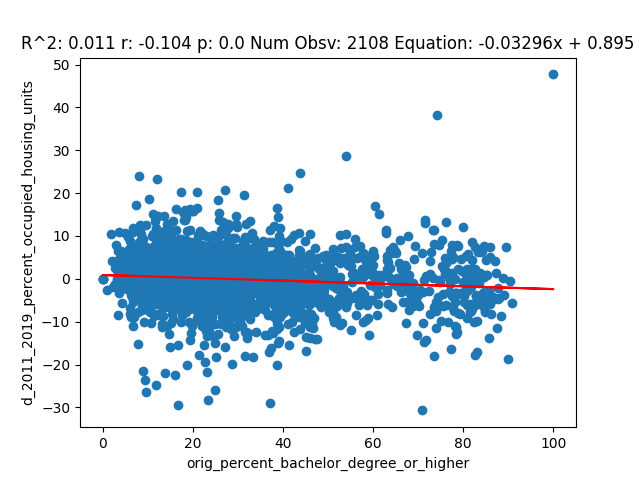 R^2: 0.011 r: -0.104 p: 0.0 Num Obsv: 2108 Equation: -0.03296x + 0.895
50
40
30
20
10
0
−10
−20
−30
d_2011_2019_percent_occupied_housing_units
0 20 40 60 80 100
orig_percent_bachelor_degree_or_higher